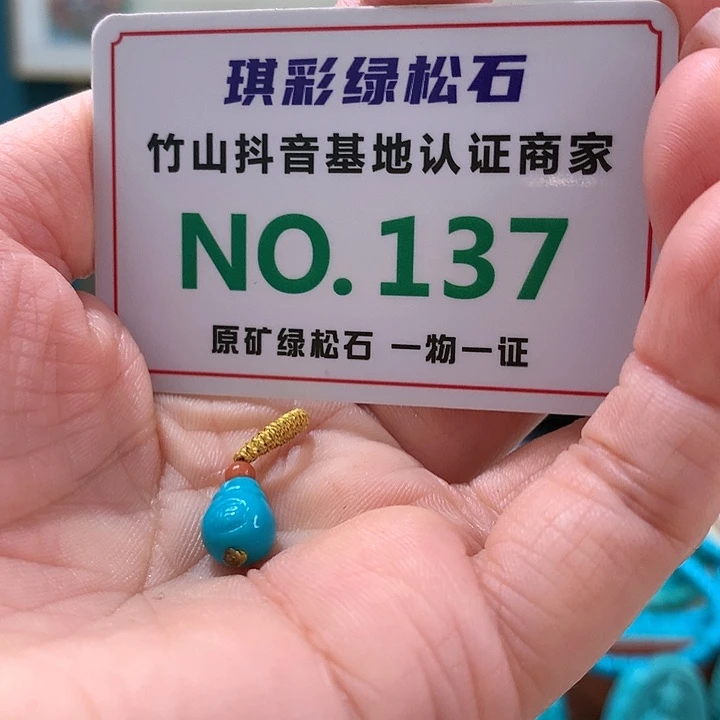 琪彩绿松石
竹山抖音基地认证商家
NO.137
原矿绿松石 一物一证